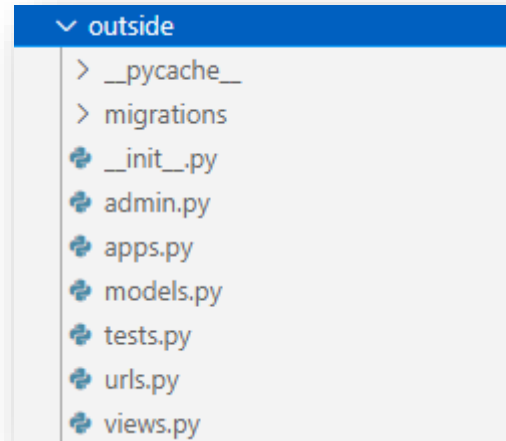 outside
__pycache__
migrations
__init__.py
admin.py
apps.py
models.py
tests.py
urls.py
views.py